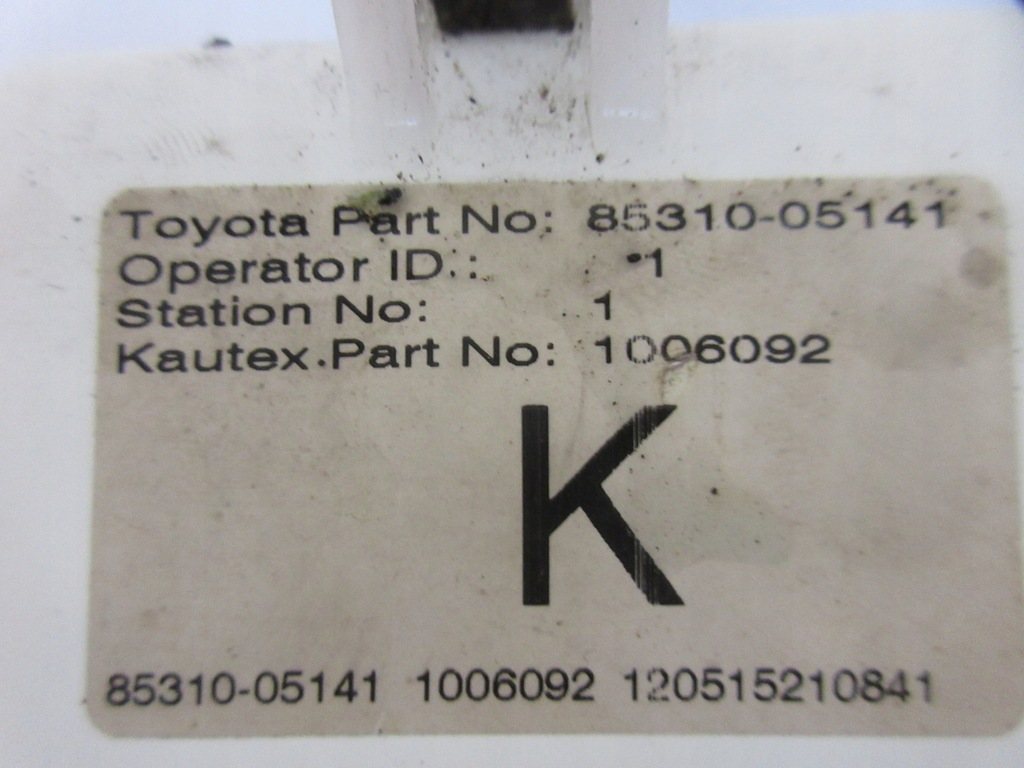 Toyota Part No: 85310-05141
Operator ID.: 1
Station No: 1
Kautex.Part No: 1006092
K
85310-05141 1006092 120515210841